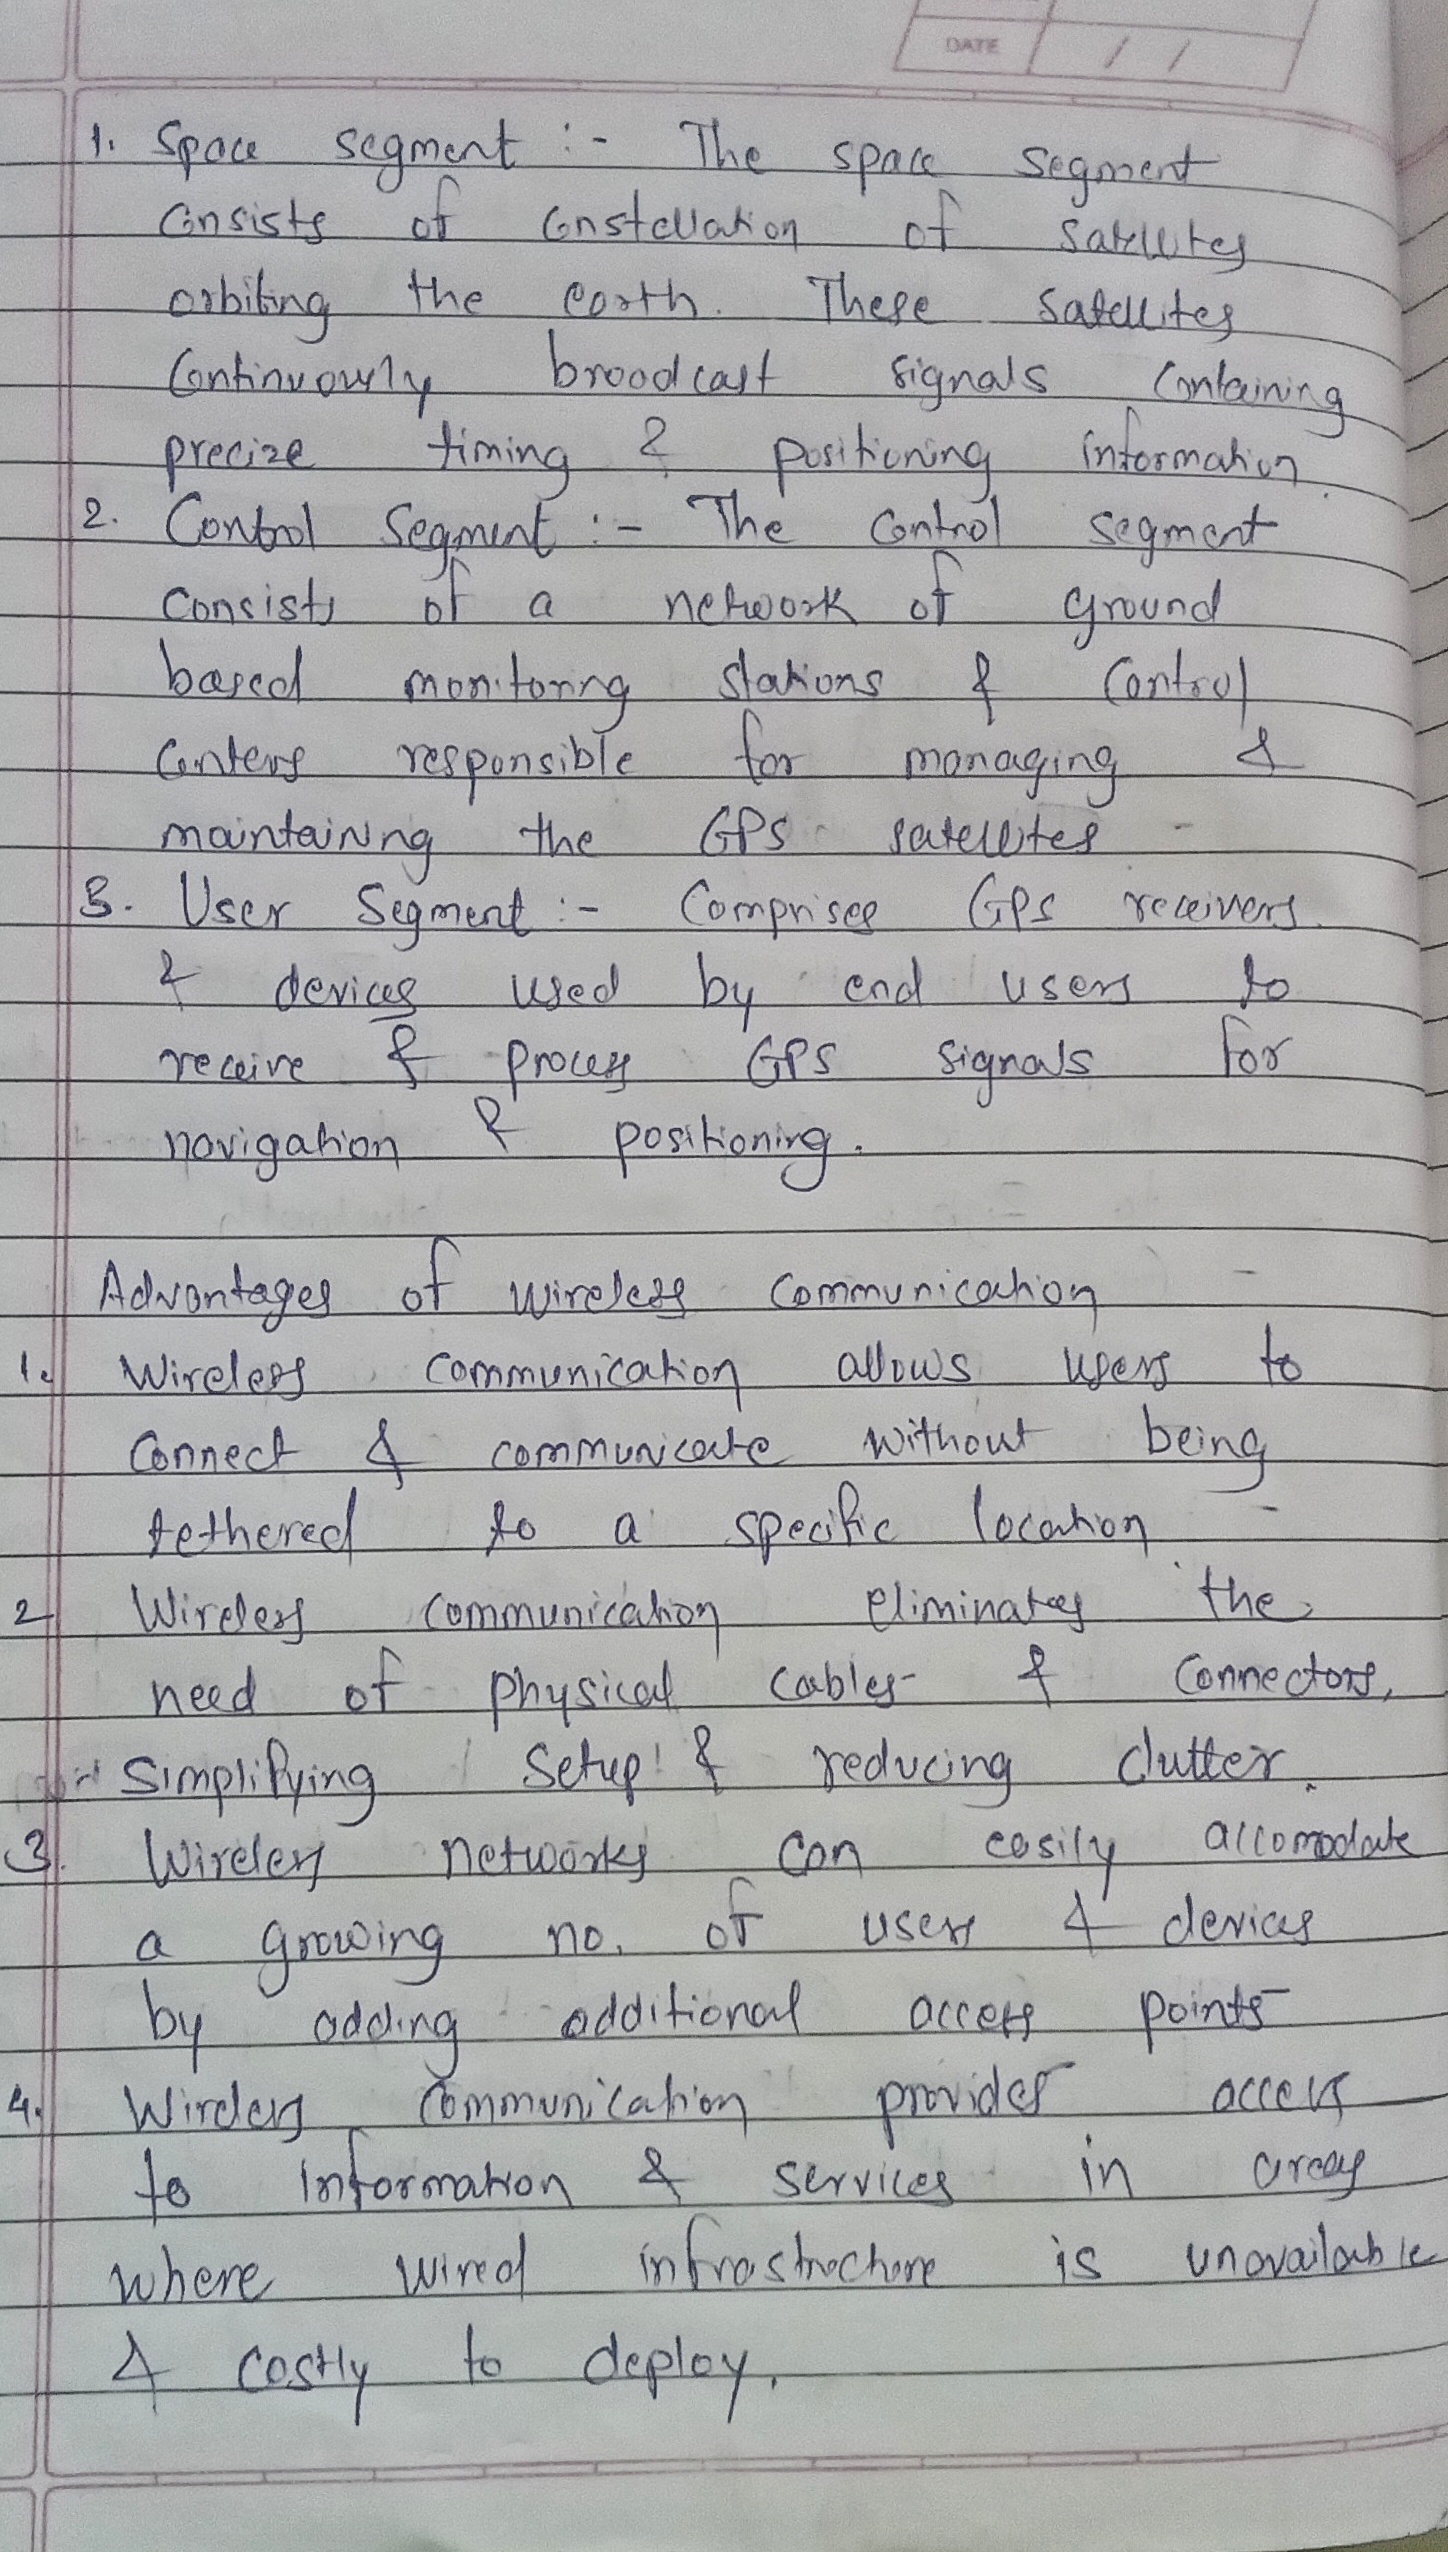 DATE / /
1. Space segment :- The space segment
consists of constellation of satellites
orbiting the earth. These satellites
continuously broadcast signals containing
precize timing & positioning information.
2. Control Segment :- The control segment
consists of a network of ground
based monitoring stations & control
centers responsible for managing &
maintaining the GPS satellites
3. User Segment :- Comprises GPS receivers
& devices used by end users to
receive & process GPS signals for
navigation & positioning.
Advantages of wireless communication
1. Wireless communication allows users to
connect & communicate without being
tethered to a specific location
2 Wireless communication eliminates the
need of physical cables & connectors,
simplifying setup & reducing clutter.
3. Wireless networks can easily accomodate
a growing no. of users & devices
by adding additional access points
4. Wireless communication provides access
to information & services in areas
where wired infrastructure is unavailable
& costly to deploy.